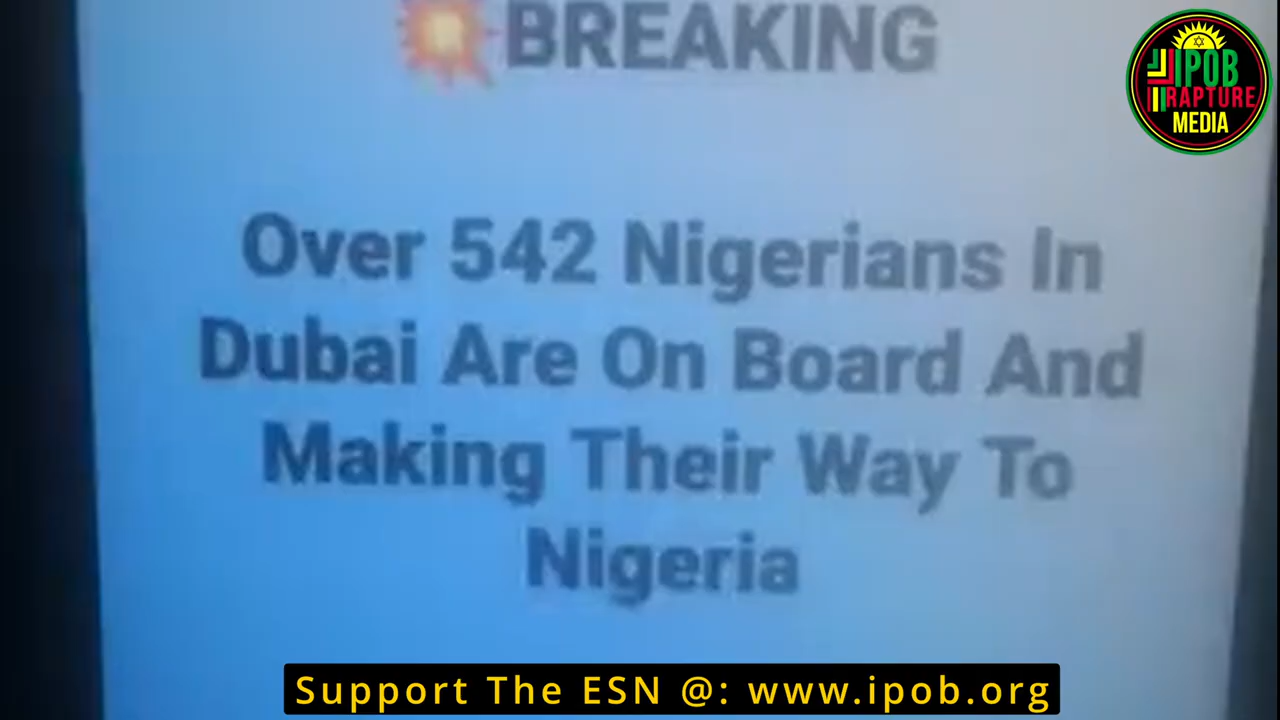 💥BREAKING
IPOB
RAPTURE
MEDIA
Over 542 Nigerians In
Dubai Are On Board And
Making Their Way To
Nigeria
Support The ESN @: www.ipob.org